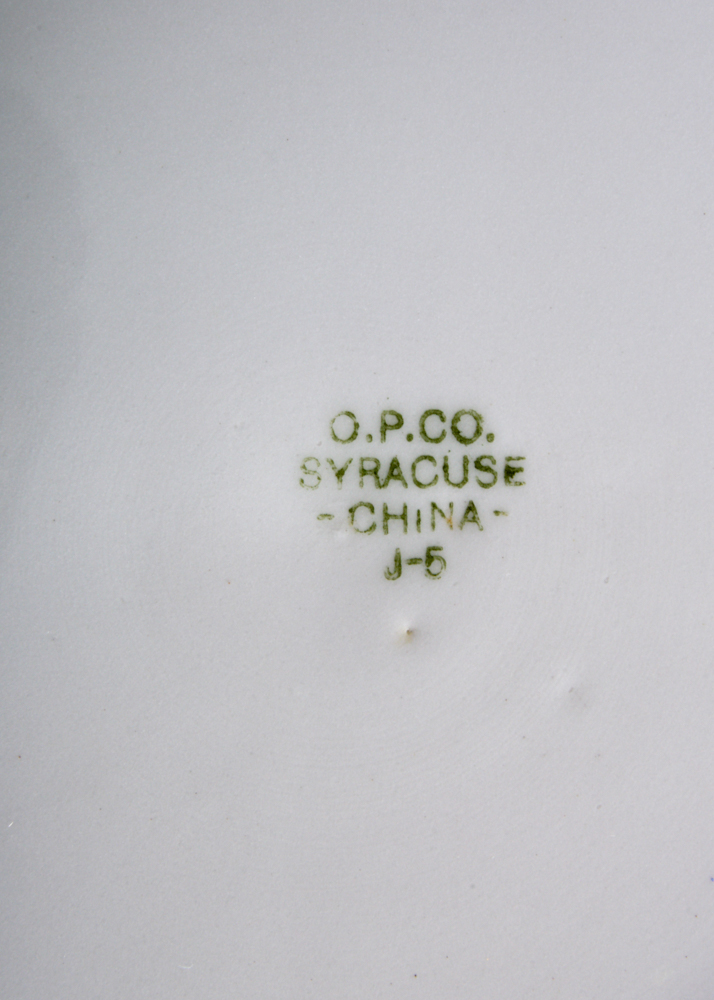 O.P.CO.
SYRACUSE
-CHINA-
J-5